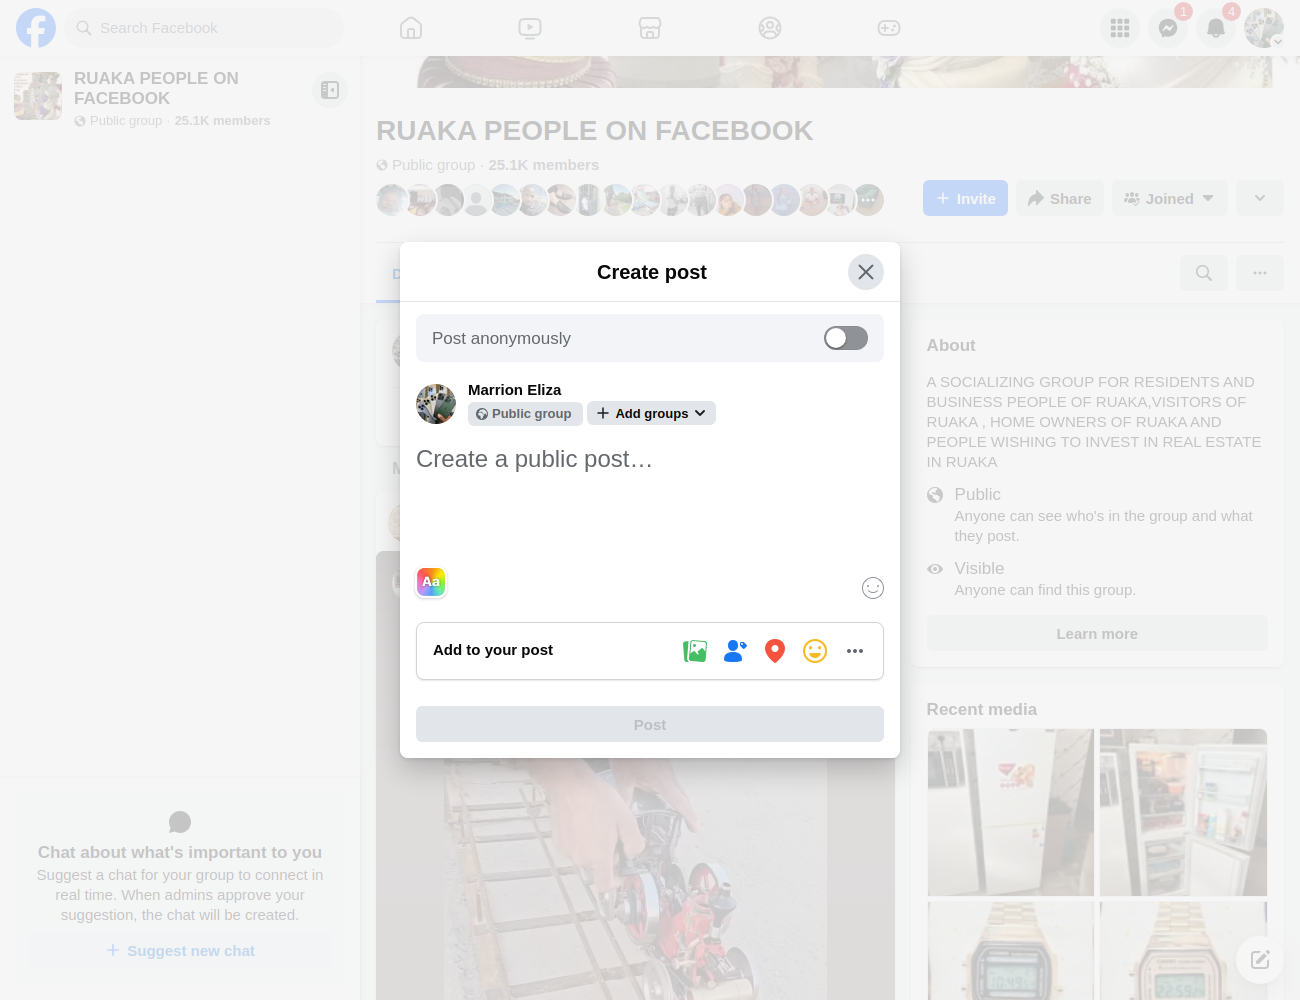 Search Facebook
1
4
RUAKA PEOPLE ON
FACEBOOK
Public group · 25.1K members
RUAKA PEOPLE ON FACEBOOK
Public group · 25.1K members
Invite
Share
Joined
Create post
Post anonymously
Marrion Eliza
Public group
Add groups
Create a public post…
Aa
Add to your post
Post
About
A SOCIALIZING GROUP FOR RESIDENTS AND
BUSINESS PEOPLE OF RUAKA,VISITORS OF
RUAKA , HOME OWNERS OF RUAKA AND
PEOPLE WISHING TO INVEST IN REAL ESTATE
IN RUAKA
Public
Anyone can see who's in the group and what
they post.
Visible
Anyone can find this group.
Learn more
Recent media
Chat about what's important to you
Suggest a chat for your group to connect in
real time. When admins approve your
suggestion, the chat will be created.
Suggest new chat